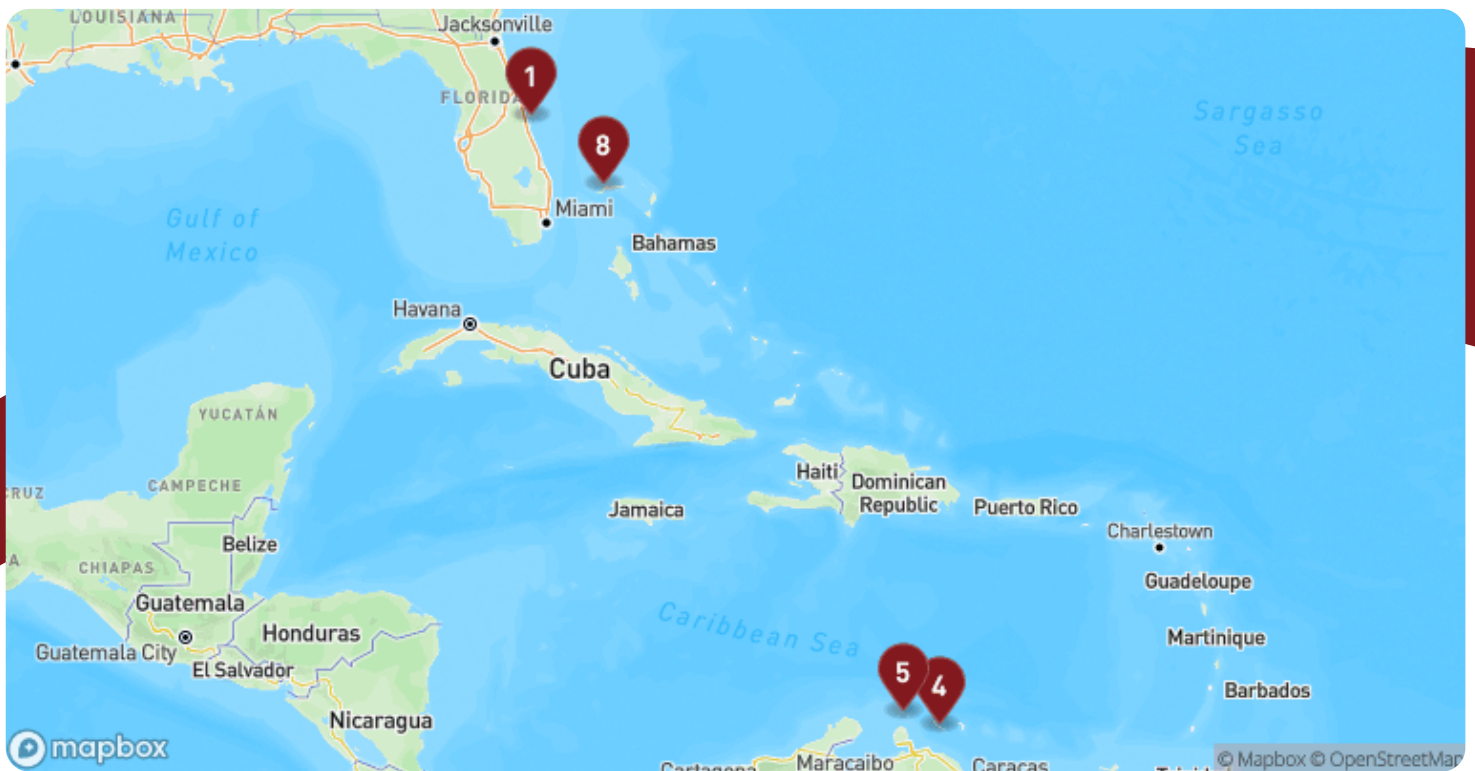 LOUISIANA
Jacksonville
1
FLORIDA
Sargasso
Sea
8
Gulf of
Mexico
Miami
Bahamas
Havana
Cuba
YUCATÁN
CAMPECHE
CRUZ
Haiti
Dominican
Republic
Jamaica
Puerto Rico
Charlestown
Belize
CHIAPAS
Guadeloupe
Guatemala
Honduras
Caribbean Sea
Martinique
Guatemala City
El Salvador
5
4
Barbados
Nicaragua
mapbox
© Mapbox © OpenStreetMap
Maracaibo
Cartagena
Caracas